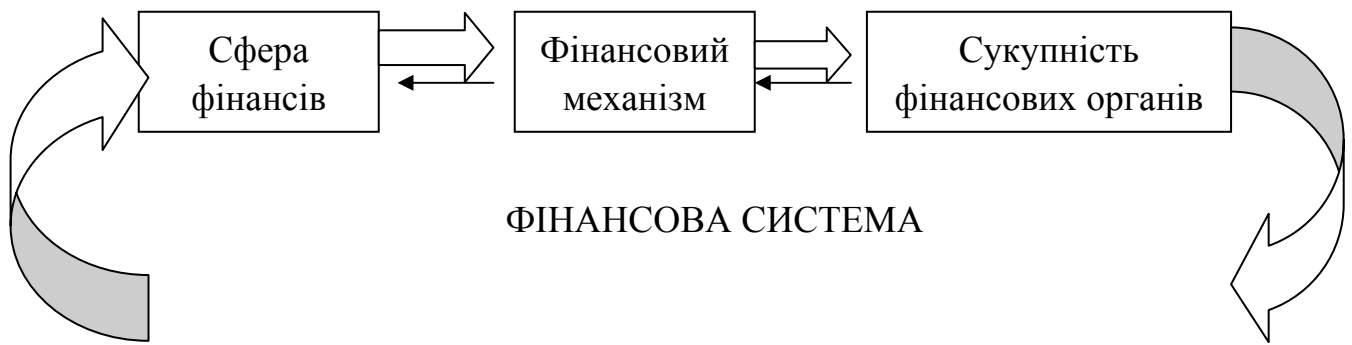 Сфера
фінансів
Фінансовий
механізм
Сукупність
фінансових органів
ФІНАНСОВА СИСТЕМА